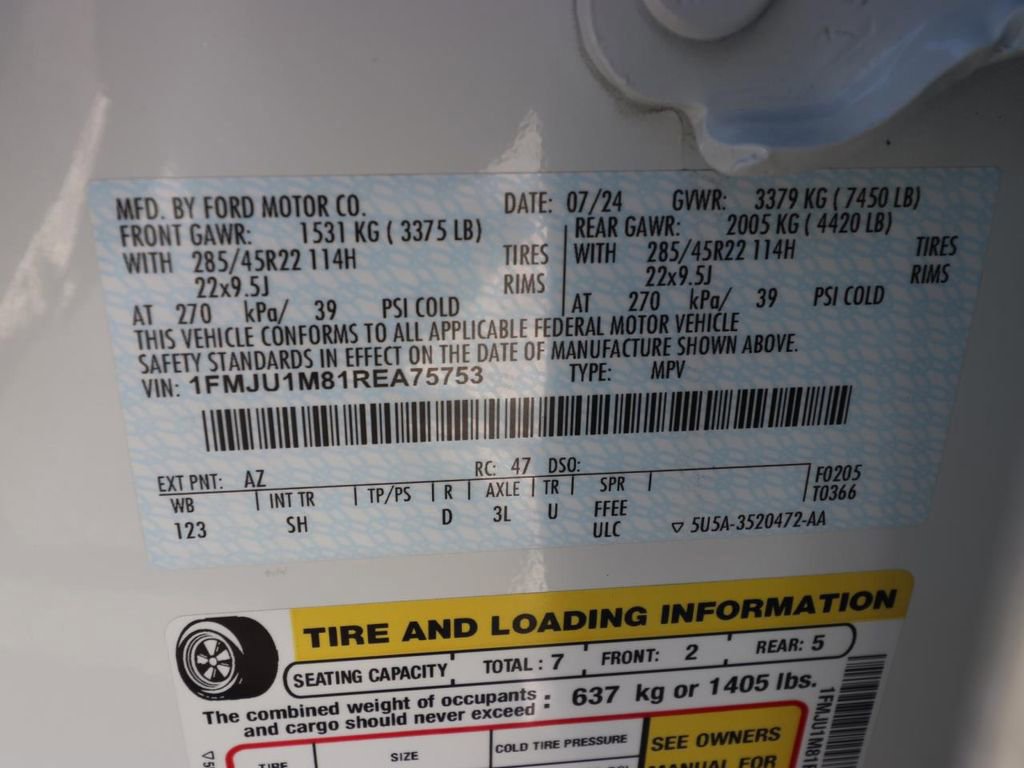 MFD. BY FORD MOTOR CO. DATE: 07/24 GVWR: 3379 KG ( 7450 LB)
FRONT GAWR: 1531 KG ( 3375 LB) REAR GAWR: 2005 KG ( 4420 LB)
WITH 285/45R22 114H TIRES WITH 285/45R22 114H TIRES
22x9.5J RIMS 22x9.5J RIMS
AT 270 kPa/ 39 PSI COLD AT 270 kPa/ 39 PSI COLD
THIS VEHICLE CONFORMS TO ALL APPLICABLE FEDERAL MOTOR VEHICLE
SAFETY STANDARDS IN EFFECT ON THE DATE OF MANUFACTURE SHOWN ABOVE.
VIN: 1FMJU1M81REA75753 TYPE: MPV
EXT PNT: AZ RC: 47 DSO:
WB INT TR TP/PS R AXLE TR SPR F0205
123 SH D 3L U FFEE T0366
ULC 5U5A-3520472-AA
TIRE AND LOADING INFORMATION
SEATING CAPACITY TOTAL : 7 FRONT: 2 REAR: 5
The combined weight of occupants : 637 kg or 1405 lbs.
and cargo should never exceed
TIRE SIZE COLD TIRE PRESSURE SEE OWNERS
MANUAL FOR
1FMJU1M81